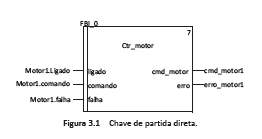 FBI_0
7
Ctr_motor
Motor1.Ligado ligado cmd_motor cmd_motor1
Motor1.comando comando erro erro_motor1
Motor1.falha falha
Figura 3.1 Chave de partida direta.